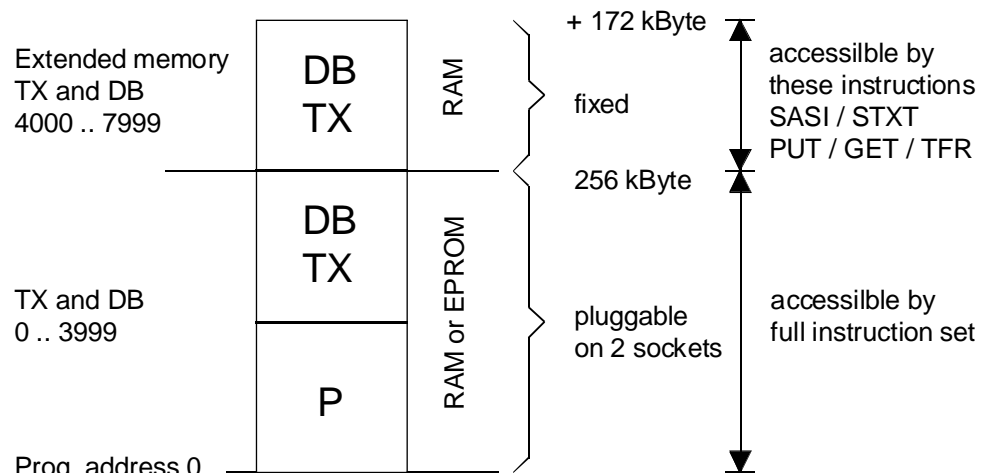 Extended memory
TX and DB
4000 .. 7999
DB
TX
RAM
+ 172 kByte
fixed
accessilble by
these instructions
SASI / STXT
PUT / GET / TFR
256 kByte
DB
TX
TX and DB
0 .. 3999
RAM or EPROM
pluggable
on 2 sockets
accessilble by
full instruction set
P
Prog. address 0